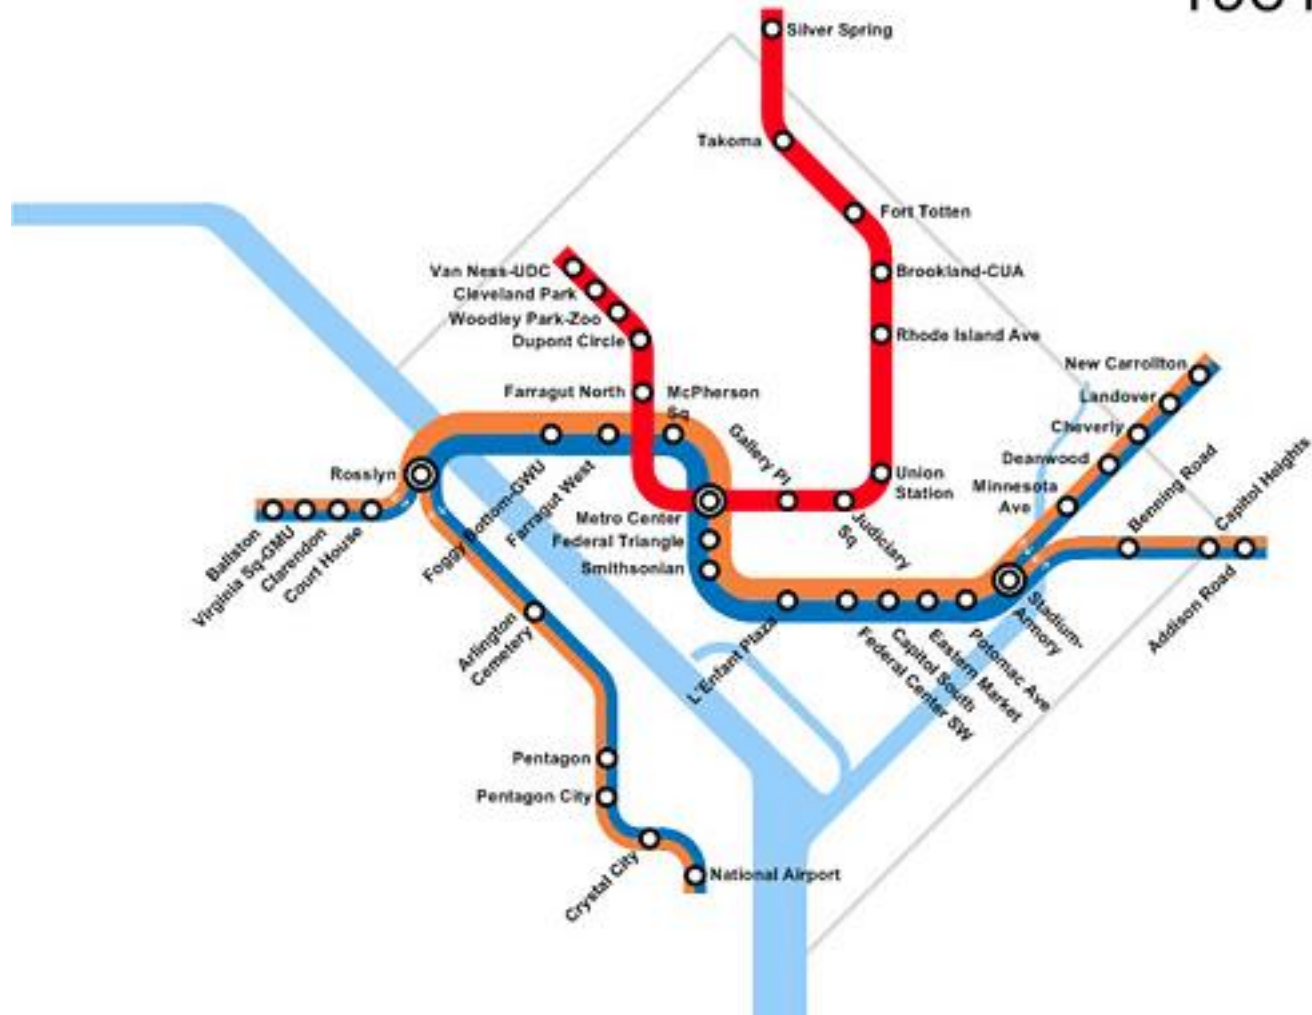 Silver Spring
Takoma
Fort Totten
Van Ness-UDC
Brookland-CUA
Cleveland Park
Woodley Park-Zoo
Dupont Circle
Rhode Island Ave
New Carrollton
Farragut North
McPherson
Sq
Landover
Cheverly
Gallery Pl
Deanwood
Rosslyn
Union
Station
Minnesota
Ave
Benning Road
Capitol Heights
Metro Center
Judiciary
Sq
Foggy Bottom-GWU
Farragut West
Federal Triangle
Smithsonian
Ballston
Virginia Sq-GMU
Clarendon
Court House
Stadium-
Armory
Addison Road
Arlington
Cemetery
L'Enfant Plaza
Federal Center SW
Capitol South
Eastern Market
Potomac Ave
Pentagon
Pentagon City
Crystal City
National Airport